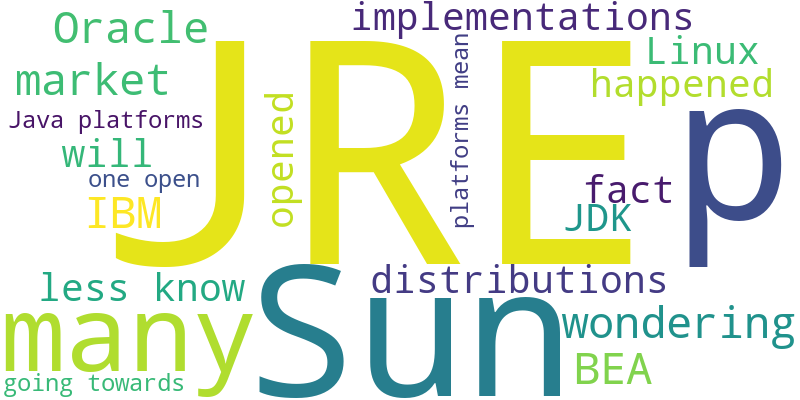 implementations
Oracle
JRE
Linux
market
happened
platforms mean
opened
Java platforms
p
will
one open
fact
IBM
JDK
Sun
distributions
less know
many
wondering
BEA
going towards